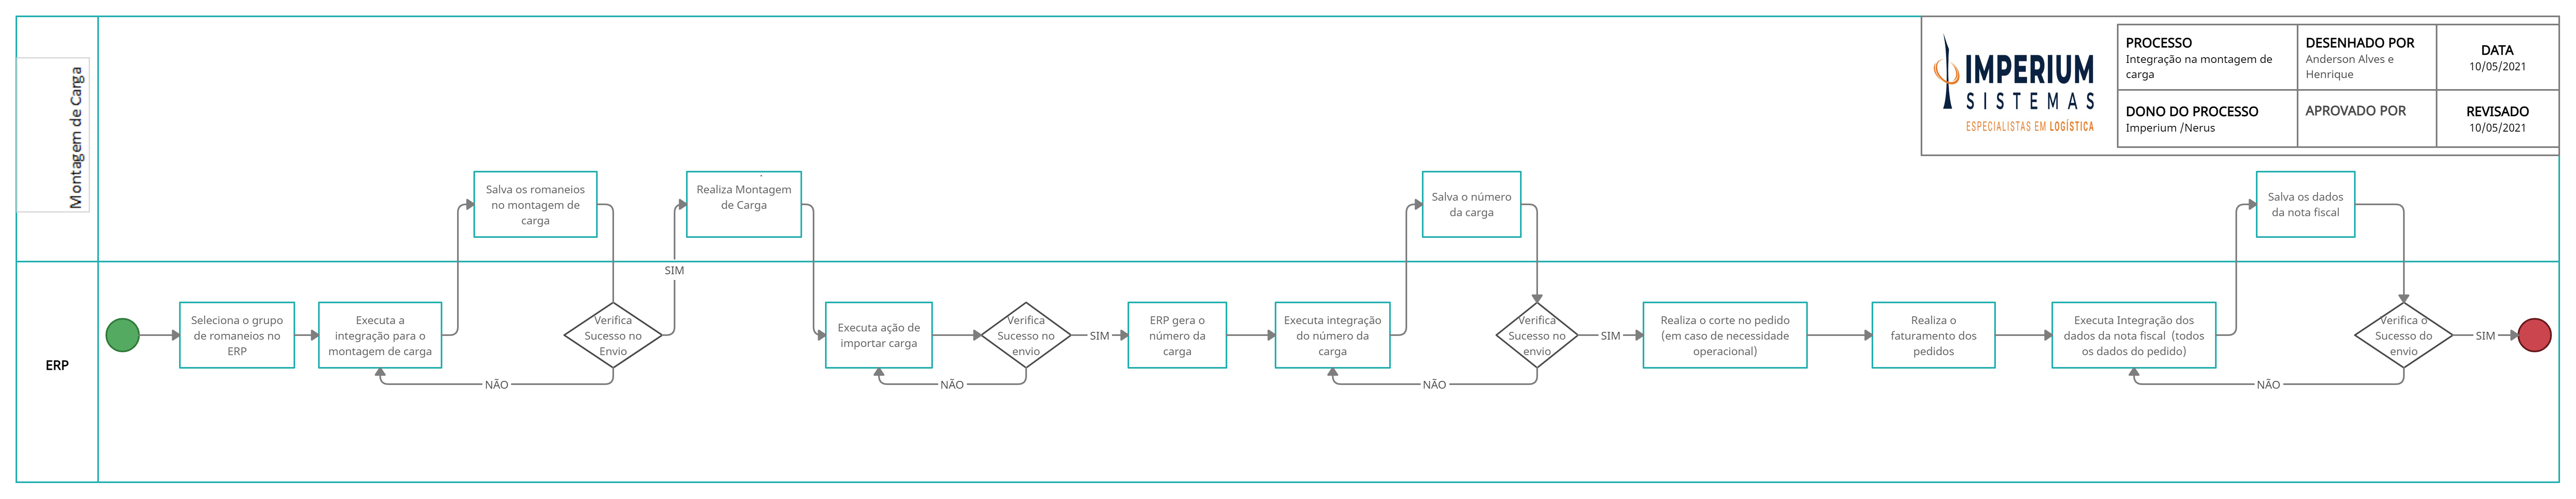 Montagem de Carga
IMPERIUM
SISTEMAS
ESPECIALISTAS EM LOGÍSTICA
PROCESSO
Integração na montagem de
carga
DESENHADO POR
Anderson Alves e
Henrique
DATA
10/05/2021
DONO DO PROCESSO
Imperium /Nerus
APROVADO POR
REVISADO
10/05/2021
Salva os romaneios
no montagem de
carga
Realiza Montagem
de Carga
Salva o número
da carga
Salva os dados
da nota fiscal
SIM
ERP
Seleciona o grupo
de romaneios no
ERP
Executa a
integração para o
montagem de carga
Verifica
Sucesso no
Envio
Executa ação de
importar carga
Verifica
Sucesso no
envio
SIM
ERP gera o
número da
carga
Executa integração
do número da
carga
Verifica
Sucesso no
envio
SIM
Realiza o corte no pedido
(em caso de necessidade
operacional)
Realiza o
faturamento dos
pedidos
Executa Integração dos
dados da nota fiscal (todos
os dados do pedido)
Verifica o
Sucesso do
envio
SIM
NÃO
NÃO
NÃO
NÃO